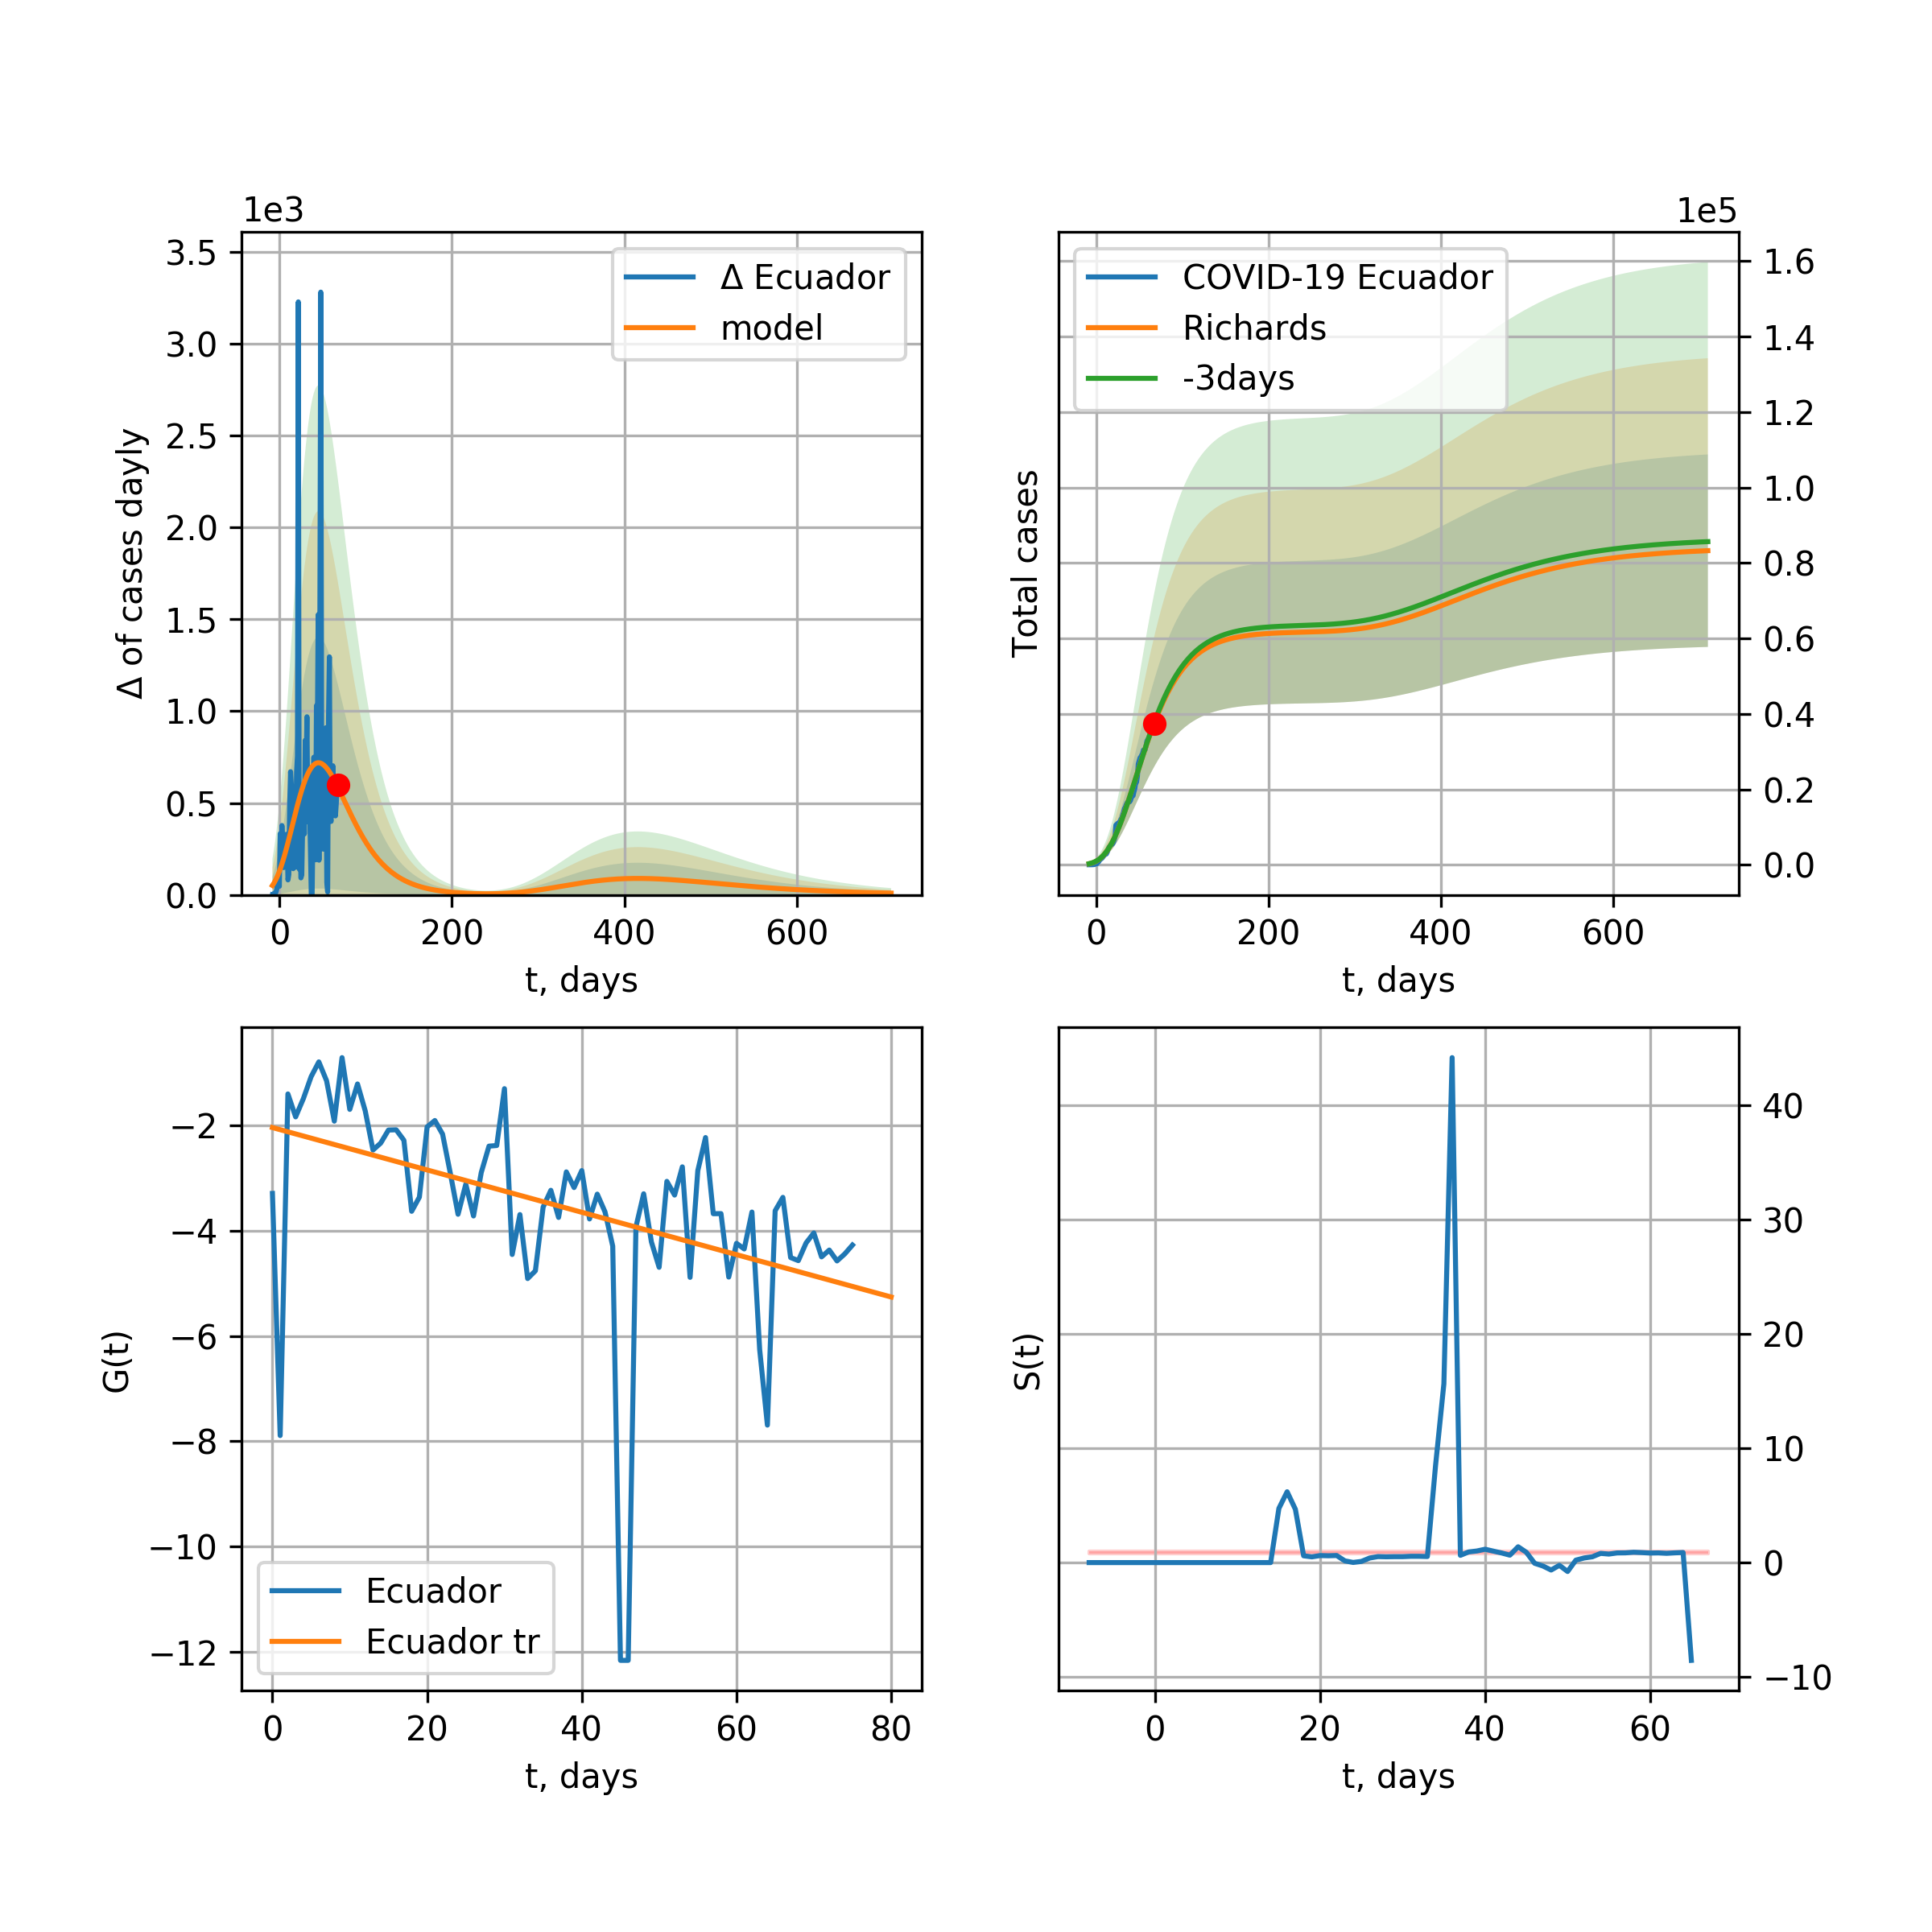 1e3
3.5
3.0
2.5
2.0
1.5
1.0
0.5
0.0
Δ of cases dayly
Δ Ecuador
model
0 200 400 600
t, days
1e5
COVID-19 Ecuador
Richards
-3days
Total cases
1.6
1.4
1.2
1.0
0.8
0.6
0.4
0.2
0.0
0 200 400 600
t, days
G(t)
−2
−4
−6
−8
−10
−12
Ecuador
Ecuador tr
0 20 40 60 80
t, days
S(t)
40
30
20
10
0
−10
0 20 40 60
t, days